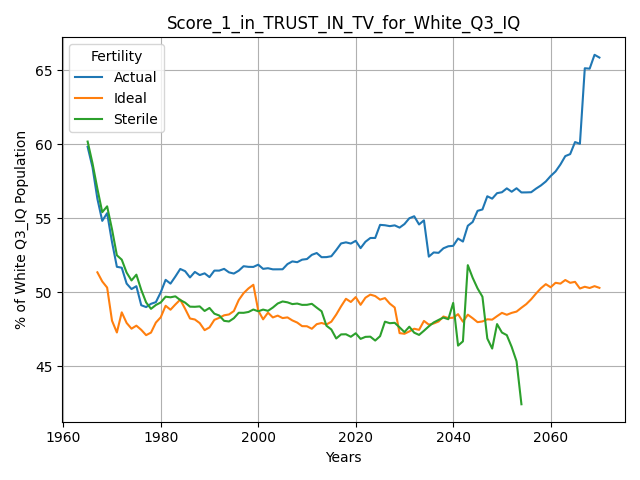 Score_1_in_TRUST_IN_TV_for_White_Q3_IQ
Fertility
Actual
Ideal
Sterile
% of White Q3_IQ Population
65
60
55
50
45
1960
1980
2000
2020
2040
2060
Years